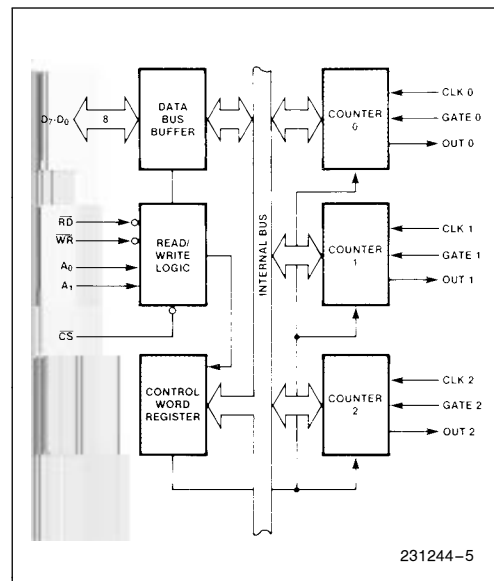 DATA
BUS
BUFFER
D7-D0
8
COUNTER
0
CLK 0
GATE 0
OUT 0
RD
WR
A0
A1
CS
READ/
WRITE
LOGIC
INTERNAL BUS
COUNTER
1
CLK 1
GATE 1
OUT 1
CONTROL
WORD
REGISTER
COUNTER
2
CLK 2
GATE 2
OUT 2
231244–5